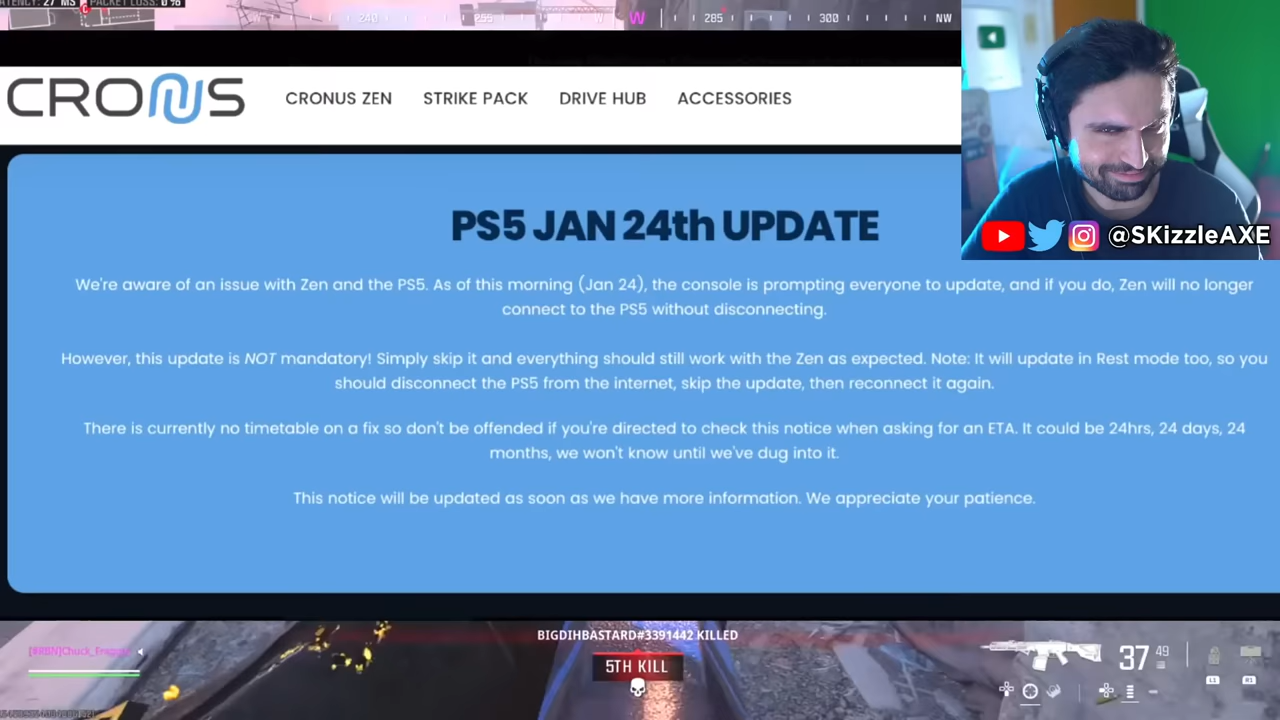 LATENCY: 27 MS PACKET LOSS: 0 %
240 255 W 285 300 NW
CRONUS
CRONUS ZEN STRIKE PACK DRIVE HUB ACCESSORIES
@SKizzleAXE
PS5 JAN 24th UPDATE
We're aware of an issue with Zen and the PS5. As of this morning (Jan 24), the console is prompting everyone to update, and if you do, Zen will no longer
connect to the PS5 without disconnecting.
However, this update is NOT mandatory! Simply skip it and everything should still work with the Zen as expected. Note: It will update in Rest mode too, so you
should disconnect the PS5 from the internet, skip the update, then reconnect it again.
There is currently no timetable on a fix so don't be offended if you're directed to check this notice when asking for an ETA. It could be 24hrs, 24 days, 24
months, we won't know until we've dug into it.
This notice will be updated as soon as we have more information. We appreciate your patience.
BIGDIHBASTARD#3391442 KILLED
5TH KILL
37 49
L1 R1